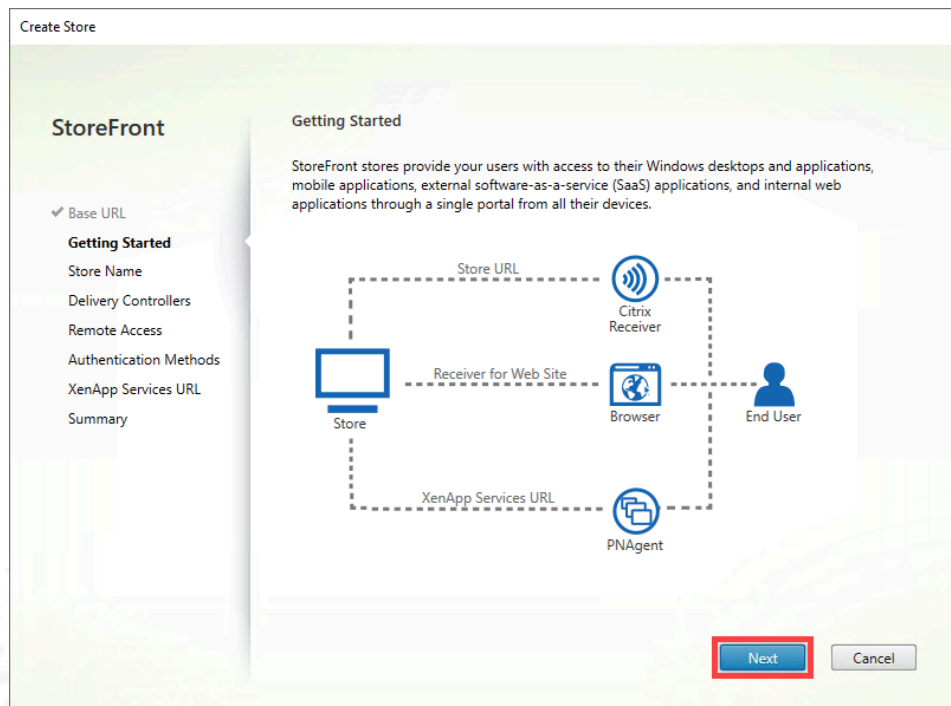 Create Store
StoreFront
Base URL
Getting Started
Store Name
Delivery Controllers
Remote Access
Authentication Methods
XenApp Services URL
Summary
Getting Started
StoreFront stores provide your users with access to their Windows desktops and applications,
mobile applications, external software-as-a-service (SaaS) applications, and internal web
applications through a single portal from all their devices.
Store URL
Citrix
Receiver
Receiver for Web Site
Store
Browser
End User
XenApp Services URL
PNAgent
Next
Cancel